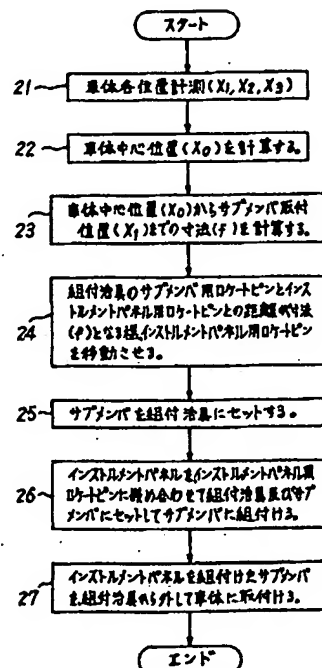 スタート
21
車体各位置計測(X1, X2, X3)
22
車体中心位置(X0)を計算する。
23
車体中心位置(X0)からサブメンバ取付
位置(X1)までの寸法(f)を計算する。
24
組付治具のサブメンバ用ロケートピンとインス
トルメントパネル用ロケートピンとの距離が寸法
(f)となる様、インストルメントパネル用ロケートピン
を移動させる。
25
サブメンバを組付治具にセットする。
26
インストルメントパネルを、インストルメントパネル用
ロケートピンに嵌め合わせて組付治具及びサブ
メンバにセットしてサブメンバに組付ける。
27
インストルメントパネルを組付けたサブメンバ
を、組付治具から外して車体に取付ける。
エンド